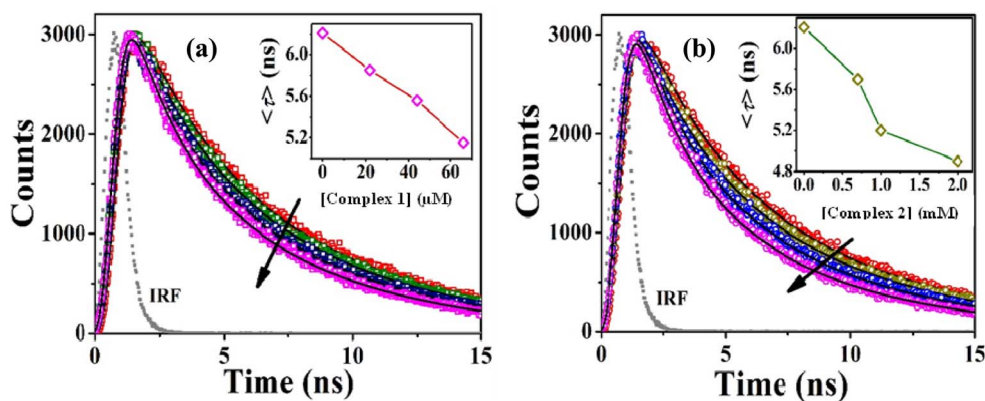 (a)
Counts
3000
2000
1000
0
0
5
10
15
Time (ns)
IRF
<τ> (ns)
6.0
5.6
5.2
0 20 40 60
[Complex 1] (μM)
(b)
Counts
3000
2000
1000
0
0
5
10
15
Time (ns)
IRF
<τ> (ns)
6.0
5.6
5.2
4.8
0.0 0.5 1.0 1.5 2.0
[Complex 2] (mM)